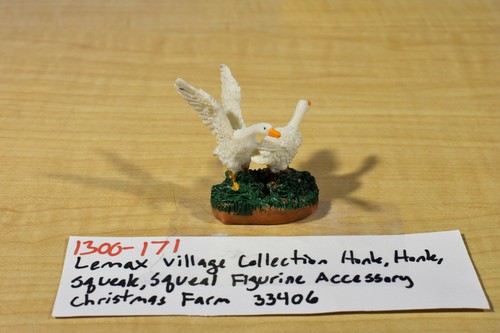 1300-171
Lemax Village Collection Honk, Honk,
Squeak, Squeal Figurine Accessory
Christmas Farm 33406